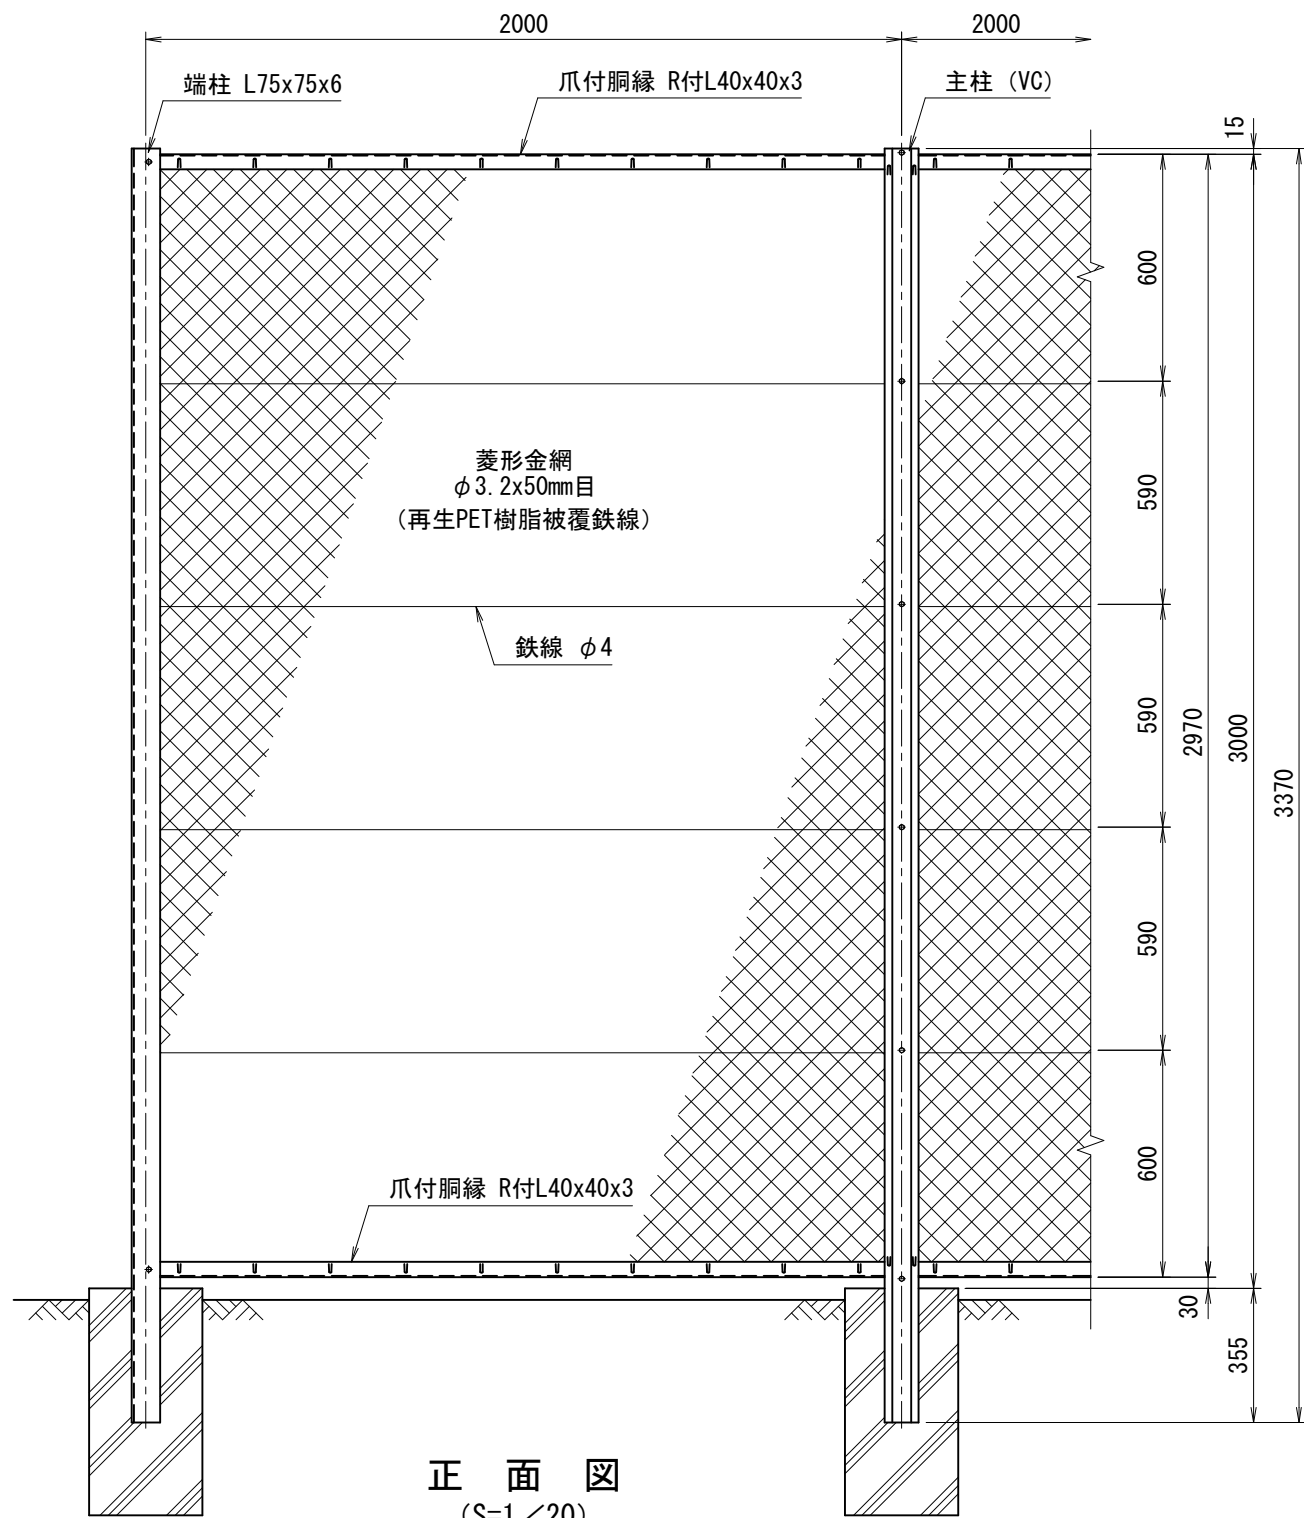 2000
2000
端柱 L75x75x6
爪付胴縁 R付L40x40x3
主柱 (VC)
15
600
590
菱形金網
φ3.2x50mm目
(再生PET樹脂被覆鉄線)
鉄線 φ4
590
2970
3000
3370
590
600
爪付胴縁 R付L40x40x3
30
355
正 面 図
(S=1/20)